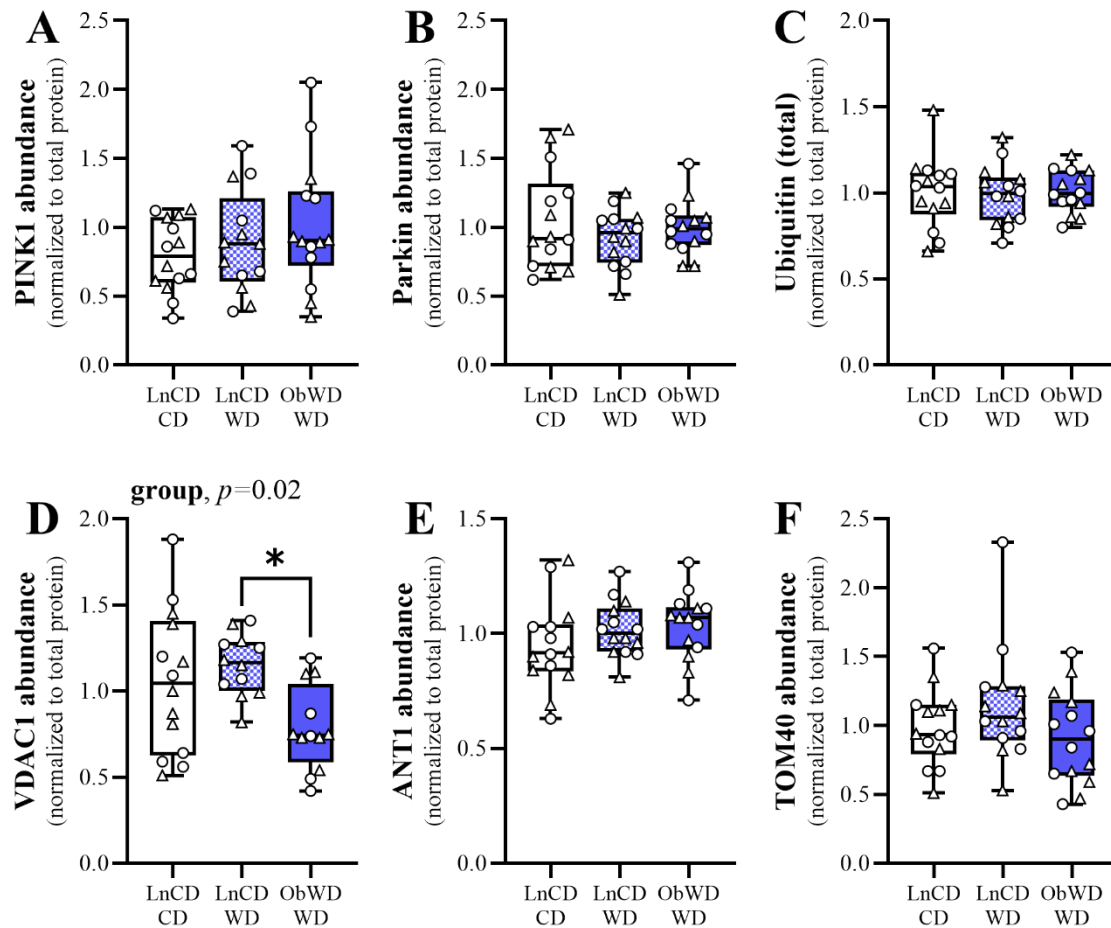 A
PINK1 abundance
(normalized to total protein)
2.5
2.0
1.5
1.0
0.5
0.0
LnCD LnCD ObWD
CD WD WD
B
Parkin abundance
(normalized to total protein)
2.5
2.0
1.5
1.0
0.5
0.0
LnCD LnCD ObWD
CD WD WD
C
Ubiquitin (total)
(normalized to total protein)
2.0
1.5
1.0
0.5
0.0
LnCD LnCD ObWD
CD WD WD
group, p=0.02
D
VDAC1 abundance
(normalized to total protein)
2.0
1.5
1.0
0.5
0.0
*
LnCD LnCD ObWD
CD WD WD
E
ANT1 abundance
(normalized to total protein)
1.5
1.0
0.5
0.0
LnCD LnCD ObWD
CD WD WD
F
TOM40 abundance
(normalized to total protein)
2.5
2.0
1.5
1.0
0.5
0.0
LnCD LnCD ObWD
CD WD WD